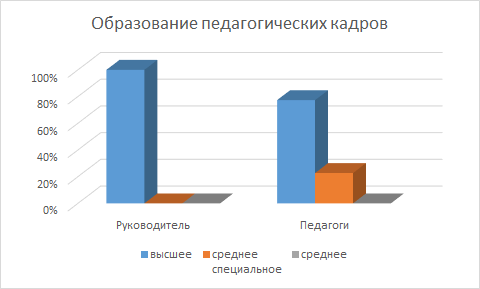 Образование педагогических кадров
100%
80%
60%
40%
20%
0%
Руководитель Педагоги
высшее среднее специальное среднее